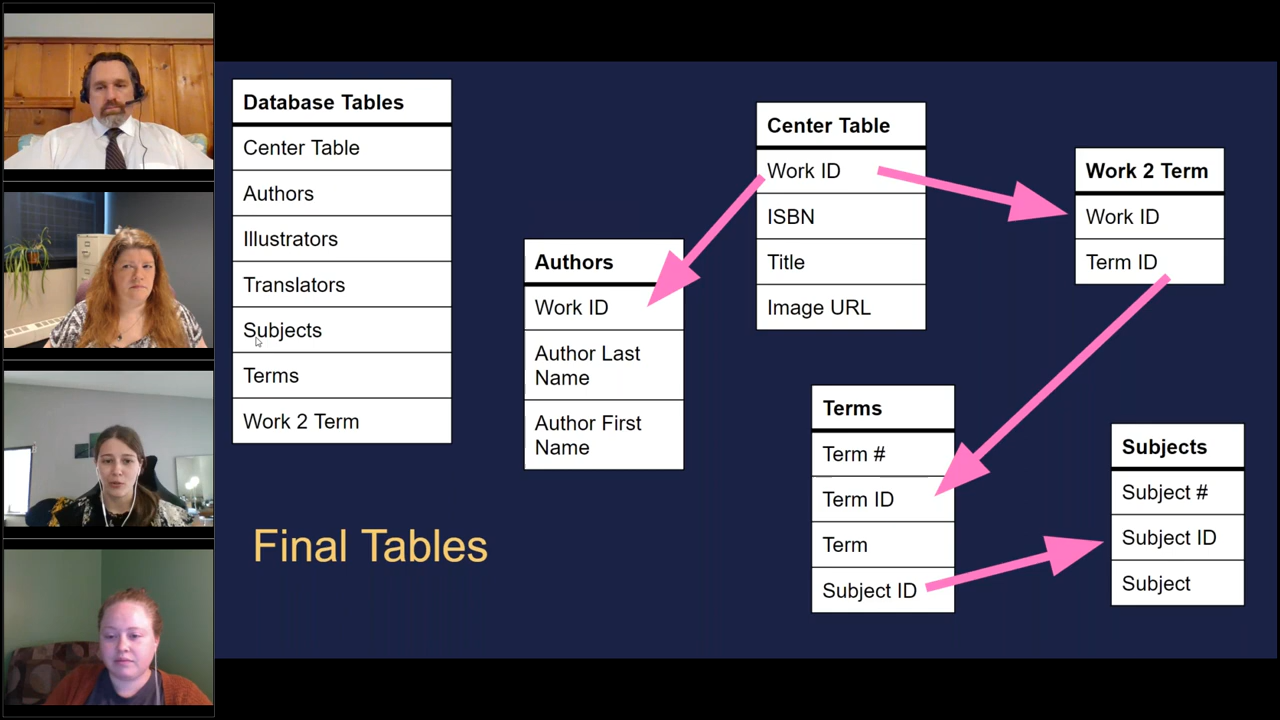 Database Tables
Center Table
Authors
Illustrators
Translators
Subjects
Terms
Work 2 Term
Authors
Work ID
Author Last
Name
Author First
Name
Center Table
Work ID
ISBN
Title
Image URL
Work 2 Term
Work ID
Term ID
Terms
Term #
Term ID
Term
Subject ID
Subjects
Subject #
Subject ID
Subject
Final Tables